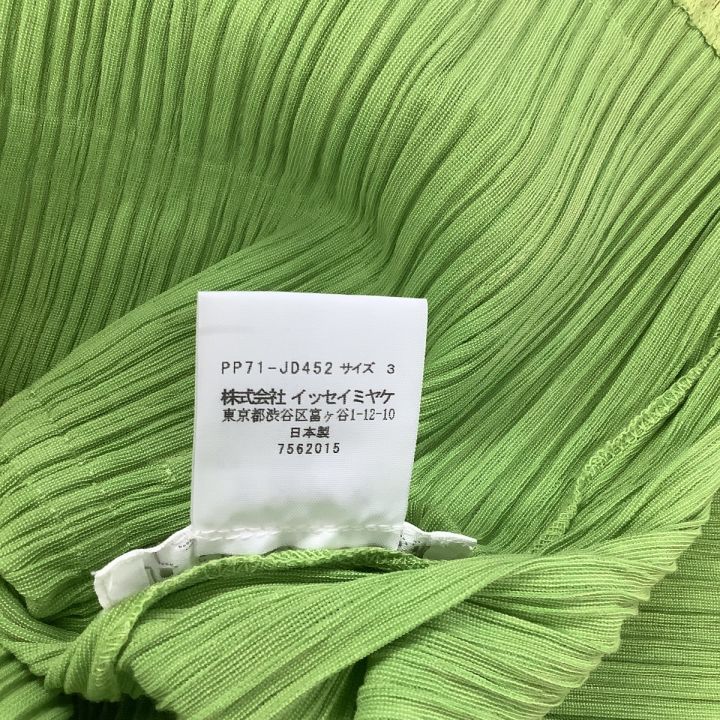 PP71-JD452 サイズ 3
株式会社 イッセイミヤケ
東京都渋谷区富ヶ谷1-12-10
日本製
7562015